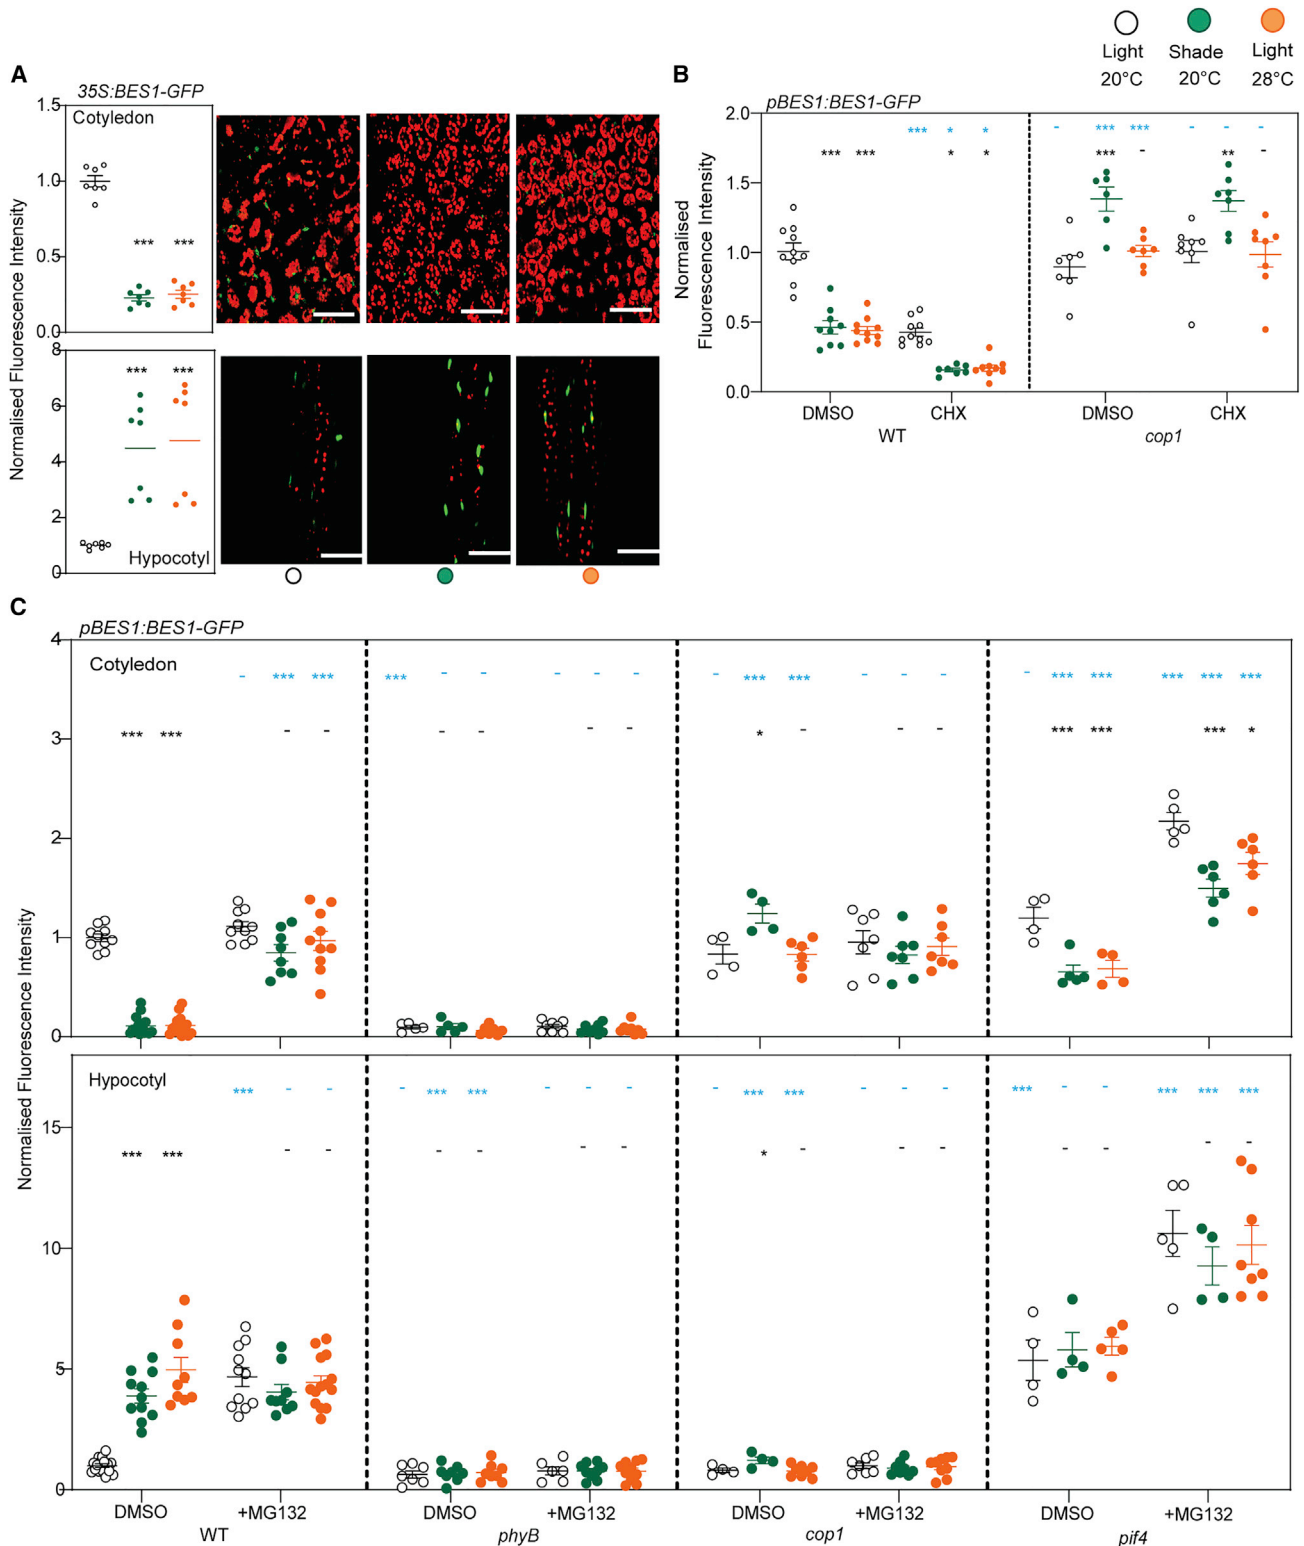 Light Shade Light
20°C 20°C 28°C
A
35S:BES1-GFP
Cotyledon
Normalised Fluorescence Intensity
1.5
1.0
0.5
0.0
*** ***
8
6
4
2
0
*** ***
Hypocotyl
B
pBES1:BES1-GFP
Normalised
Fluorescence Intensity
2.0
1.5
1.0
0.5
0.0
*** * * - *** *** - - -
*** *** * * *** - ** -
DMSO CHX DMSO CHX
WT cop1
C
pBES1:BES1-GFP
Cotyledon
Normalised Fluorescence Intensity
4
3
2
1
0
- *** *** *** - - - - - - *** *** - - - - *** *** *** *** ***
*** *** - - - - - - * - - - *** *** *** *
Hypocotyl
15
10
5
0
*** - - - *** *** - - - - *** *** - - - *** - - *** *** ***
*** *** - - - - - - * - - - - - - -
DMSO +MG132 DMSO +MG132 DMSO +MG132 DMSO +MG132
WT phyB cop1 pif4